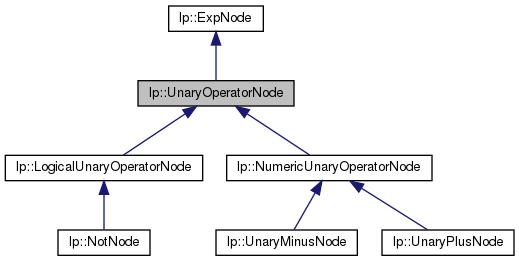 lp::ExpNode
lp::UnaryOperatorNode
lp::LogicalUnaryOperatorNode
lp::NumericUnaryOperatorNode
lp::NotNode
lp::UnaryMinusNode
lp::UnaryPlusNode